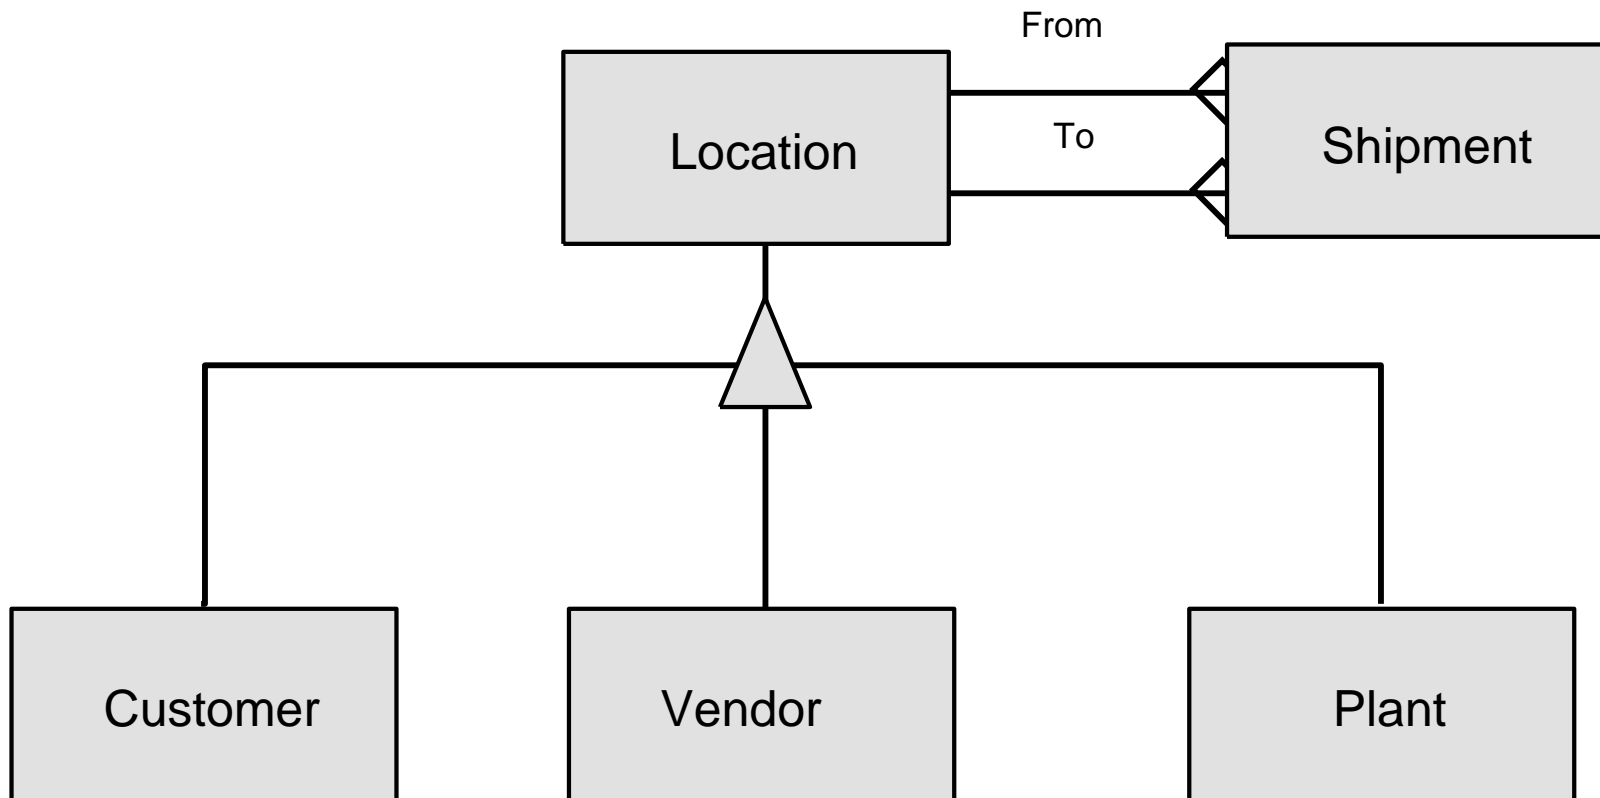 From
Location
To
Shipment
Customer
Vendor
Plant